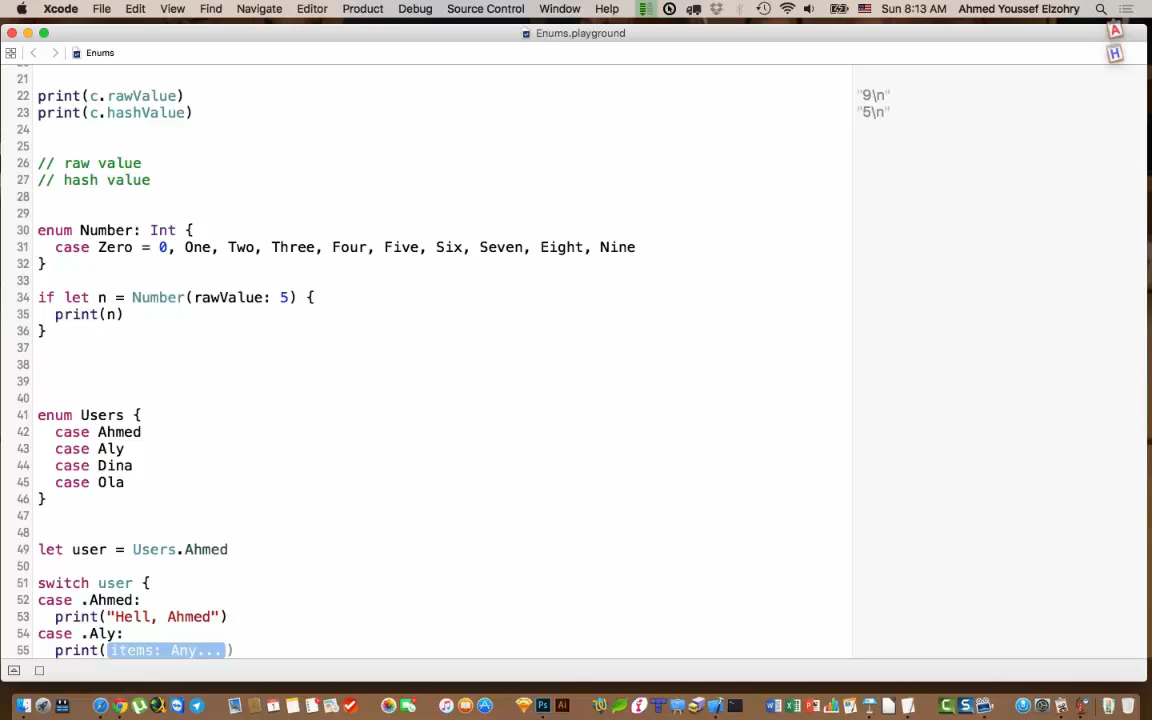 Xcode File Edit View Find Navigate Editor Product Debug Source Control Window Help Sun 8:13 AM Ahmed Youssef Elzohry
Enums.playground
Enums
21
22 print(c.rawValue) "9\n"
23 print(c.hashValue) "5\n"
24
25
26 // raw value
27 // hash value
28
29
30 enum Number: Int {
31 case Zero = 0, One, Two, Three, Four, Five, Six, Seven, Eight, Nine
32 }
33
34 if let n = Number(rawValue: 5) {
35 print(n)
36 }
37
38
39
40
41 enum Users {
42 case Ahmed
43 case Aly
44 case Dina
45 case Ola
46 }
47
48
49 let user = Users.Ahmed
50
51 switch user {
52 case .Ahmed:
53 print("Hell, Ahmed")
54 case .Aly:
55 print(items: Any...)